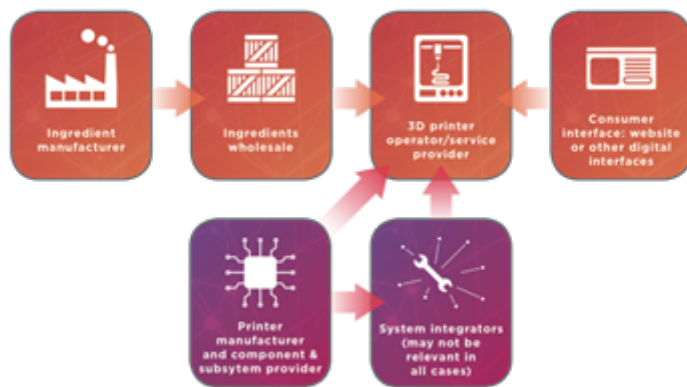 Ingredient
manufacturer
Ingredients
wholesale
3D printer
operator/service
provider
Consumer
interface: website
or other digital
interfaces
Printer
manufacturer
and component &
subsytem provider
System integrators
(may not be
relevant in
all cases)